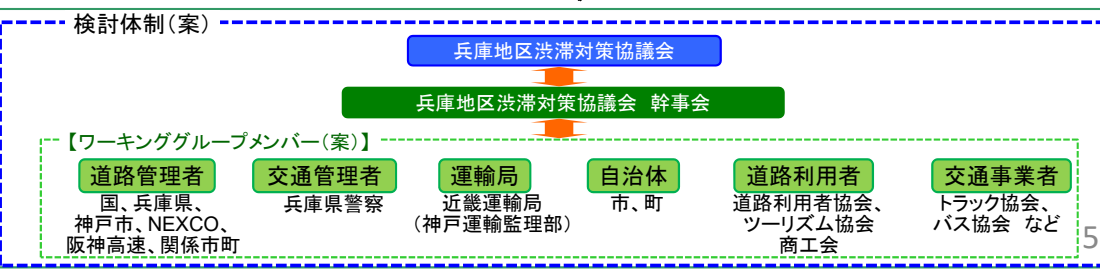 検討体制(案)
兵庫地区渋滞対策協議会
兵庫地区渋滞対策協議会 幹事会
【ワーキンググループメンバー(案)】
道路管理者
国、兵庫県、
神戸市、NEXCO、
阪神高速、関係市町
交通管理者
兵庫県警察
運輸局
近畿運輸局
(神戸運輸監理部)
自治体
市、町
道路利用者
道路利用者協会、
ツーリズム協会
商工会
交通事業者
トラック協会、
バス協会 など
5